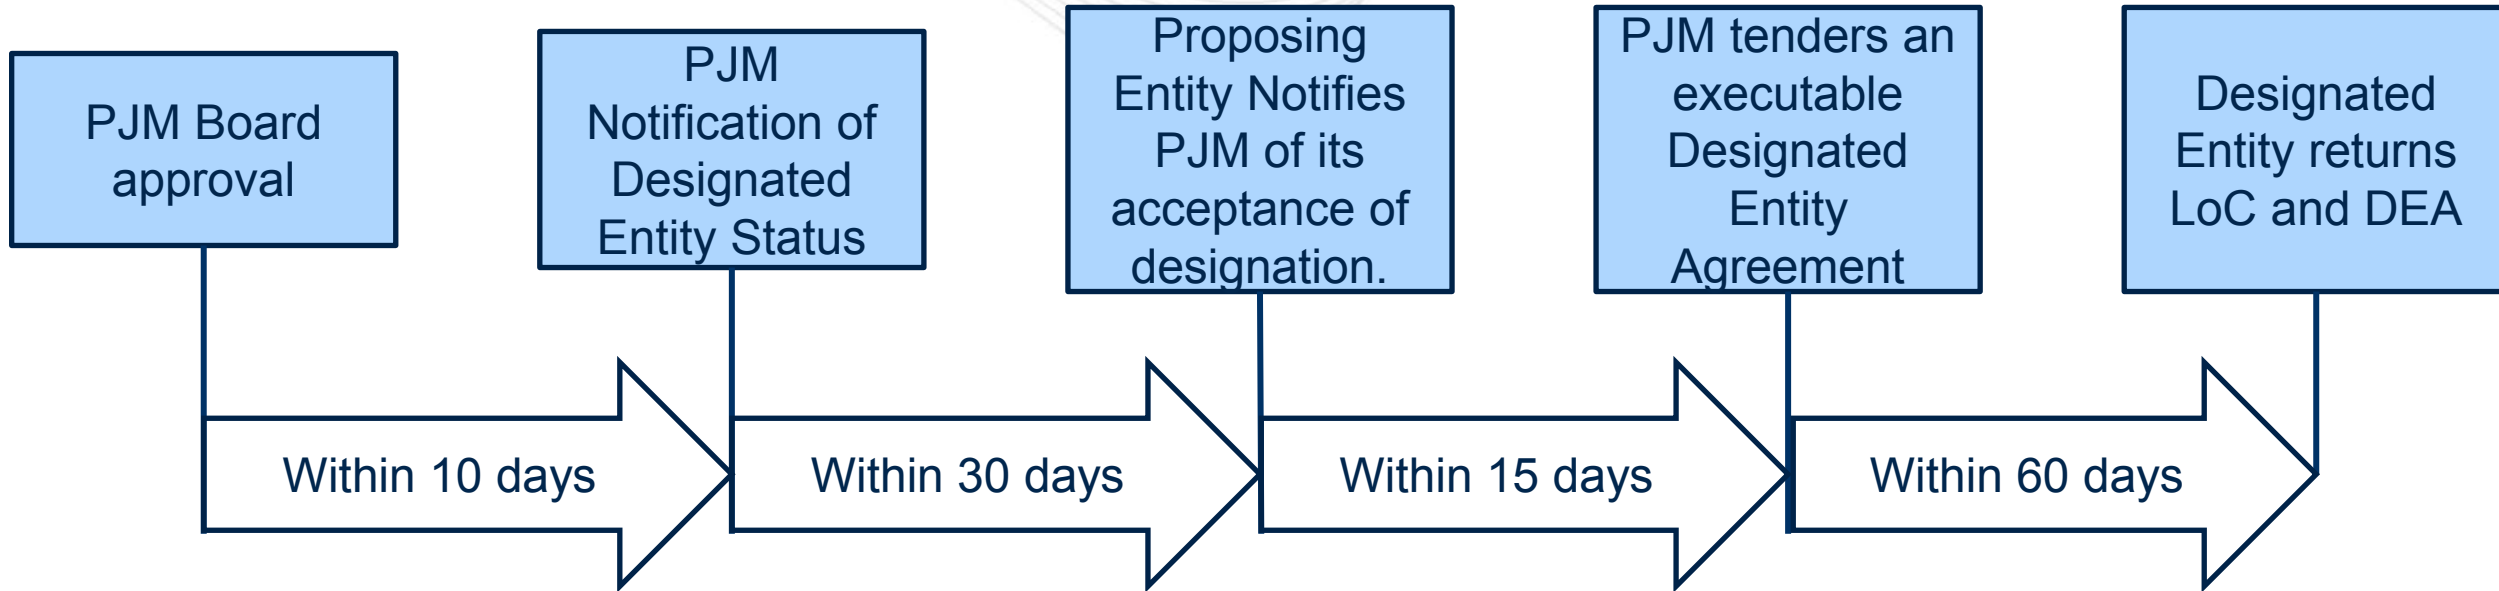 PJM Board
approval
PJM
Notification of
Designated
Entity Status
Proposing
Entity Notifies
PJM of its
acceptance of
designation.
PJM tenders an
executable
Designated
Entity
Agreement
Designated
Entity returns
LoC and DEA
Within 10 days
Within 30 days
Within 15 days
Within 60 days